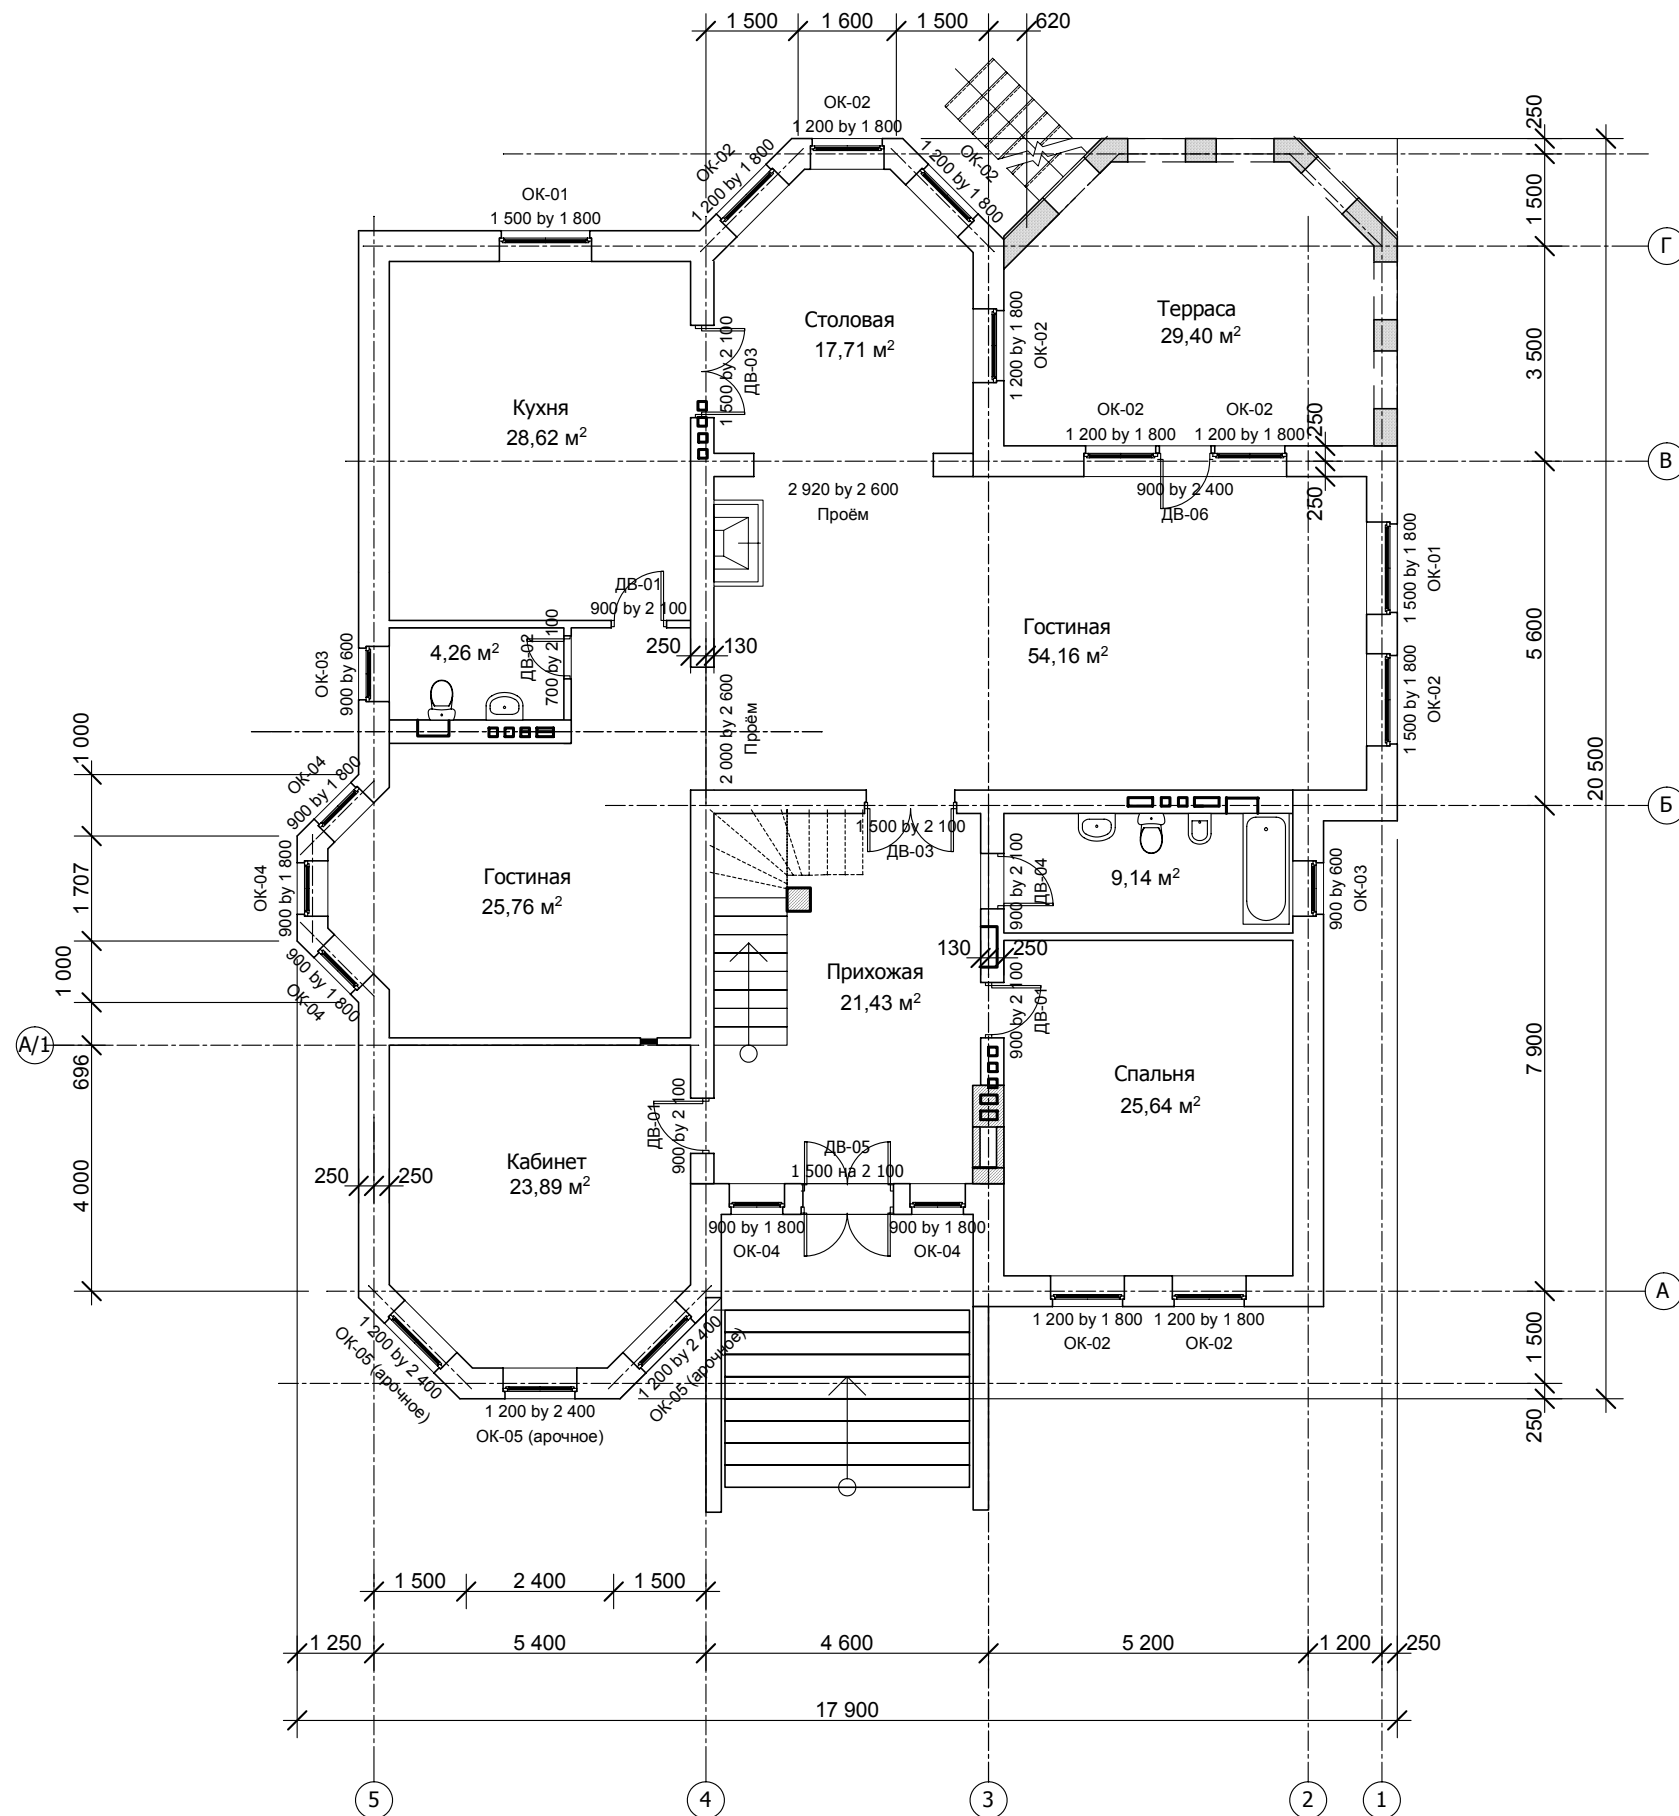 1 500
1 600
1 500
620
ОК-02
1 200 by 1 800
ОК-02
1 200 by 1 800
ОК-02
1 200 by 1 800
250
ОК-01
1 500 by 1 800
1 500
Г
Столовая
17,71 м²
Терраса
29,40 м²
1 200 by 1 800
ОК-02
1 500 by 2 100
ДВ-03
3 500
20 500
Кухня
28,62 м²
ОК-02
1 200 by 1 800
ОК-02
1 200 by 1 800
250
В
2 920 by 2 600
Проём
900 by 2 400
ДВ-06
250
1 500 by 1 800
ОК-01
ДВ-01
900 by 2 100
Гостиная
54,16 м²
5 600
4,26 м²
ДВ-02
700 by 2 100
250
130
ОК-03
900 by 600
1 500 by 1 800
ОК-02
2 000 by 2 600
Проём
1 000
ОК-04
900 by 1 800
Б
1 500 by 2 100
ДВ-03
1 707
ОК-04
900 by 1 800
Гостиная
25,76 м²
900 by 2 100
ДВ-04
9,14 м²
900 by 600
ОК-03
1 000
900 by 1 800
ОК-04
Прихожая
21,43 м²
130
250
900 by 2 100
ДВ-01
А/1
696
Спальня
25,64 м²
7 900
ДВ-01
900 by 2 100
4 000
250
250
Кабинет
23,89 м²
ДВ-05
1 500 на 2 100
900 by 1 800
ОК-04
900 by 1 800
ОК-04
А
1 200 by 2 400
ОК-05 (арочное)
1 200 by 2 400
ОК-05 (арочное)
1 200 by 1 800
ОК-02
1 200 by 1 800
ОК-02
1 500
1 200 by 2 400
ОК-05 (арочное)
250
1 500
2 400
1 500
1 250
5 400
4 600
5 200
1 200
250
17 900
5
4
3
2
1